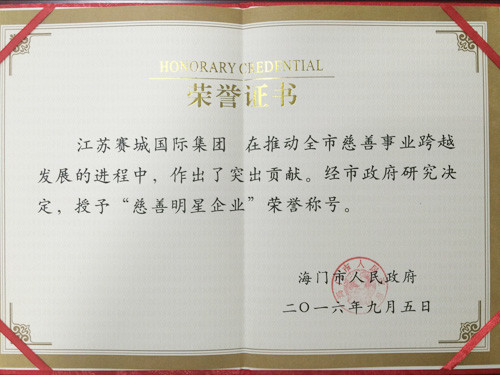 HONORARY CREDENTIAL
荣誉证书
江苏赛城国际集团 在推动全市慈善事业跨越
发展的进程中，作出了突出贡献。经市政府研究决
定，授予“慈善明星企业”荣誉称号。
海门市人民政府
二〇一六年九月五日